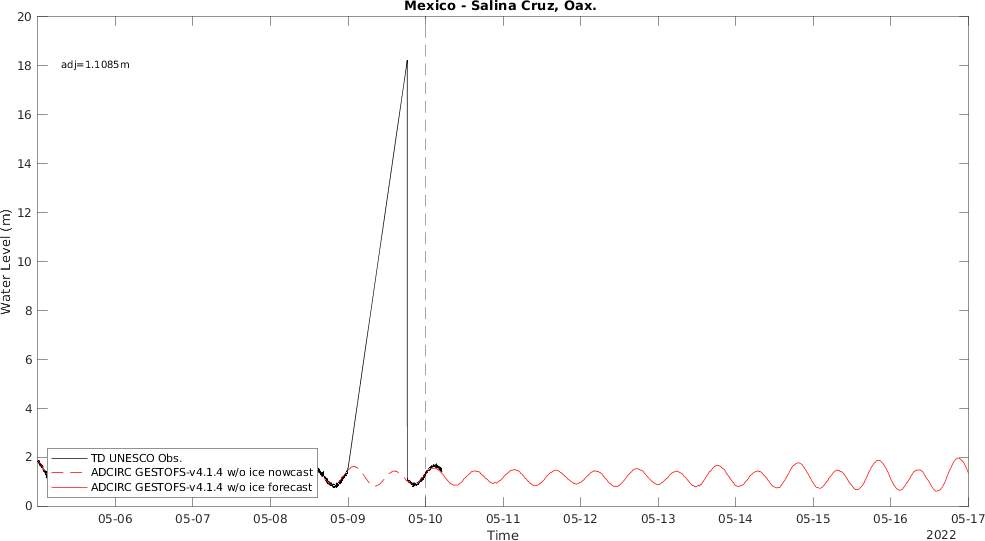 Mexico - Salina Cruz, Oax.
adj=1.1085m
Water Level (m)
20
18
16
14
12
10
8
6
4
2
0
TD UNESCO Obs.
ADCIRC GESTOFS-v4.1.4 w/o ice nowcast
ADCIRC GESTOFS-v4.1.4 w/o ice forecast
05-06 05-07 05-08 05-09 05-10 05-11 05-12 05-13 05-14 05-15 05-16 05-17
Time
2022